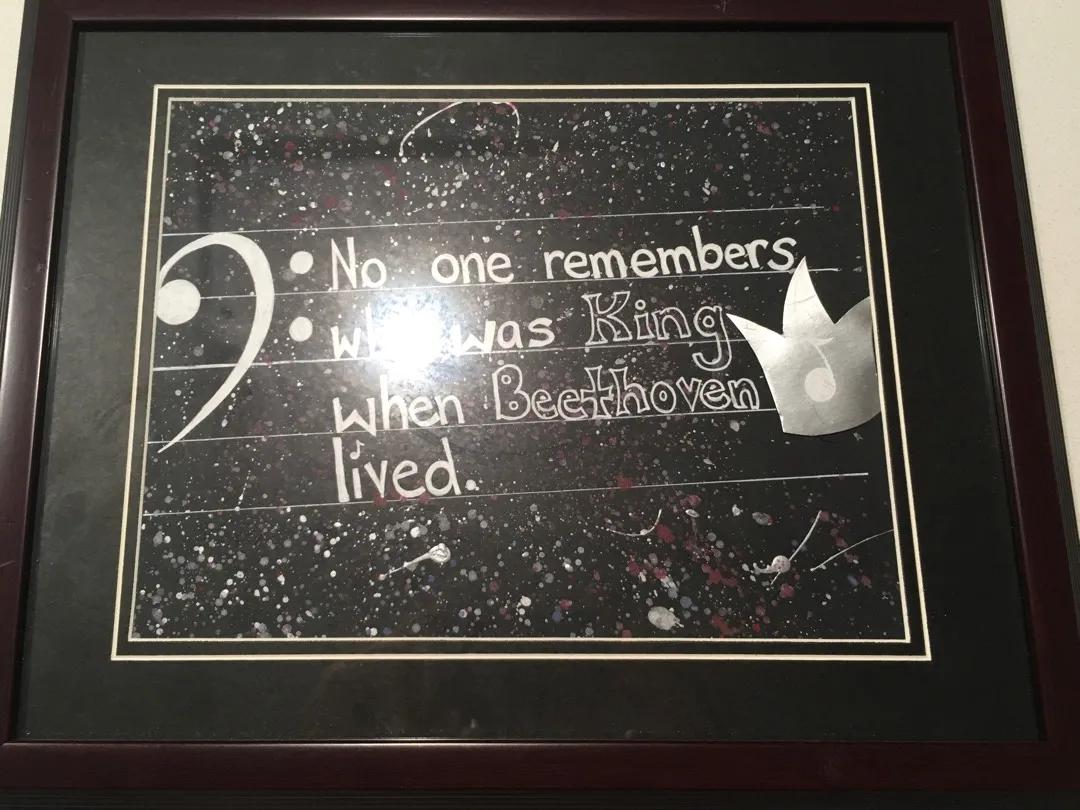 No one remembers
was King
when Beethoven
lived.